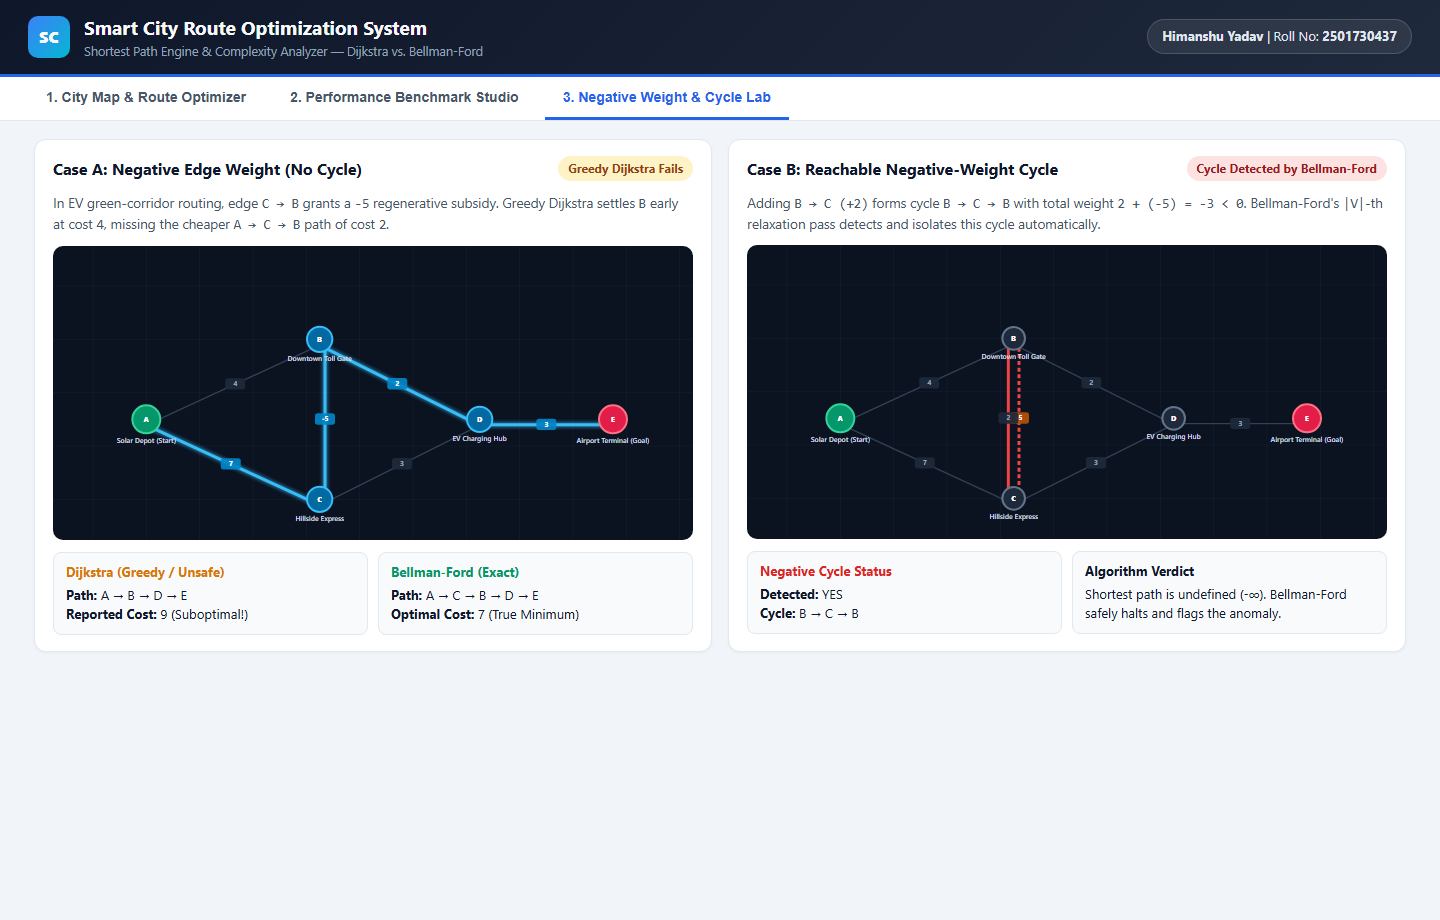 SC
Smart City Route Optimization System
Shortest Path Engine & Complexity Analyzer — Dijkstra vs. Bellman-Ford
Himanshu Yadav | Roll No: 2501730437
1. City Map & Route Optimizer
2. Performance Benchmark Studio
3. Negative Weight & Cycle Lab
Case A: Negative Edge Weight (No Cycle)
Greedy Dijkstra Fails
In EV green-corridor routing, edge C → B grants a -5 regenerative subsidy. Greedy Dijkstra settles B early
at cost 4, missing the cheaper A → C → B path of cost 2.
B
Downtown Toll Gate
4
2
A
Solar Depot (Start)
-5
D
EV Charging Hub
3
E
Airport Terminal (Goal)
7
3
C
Hillside Express
Dijkstra (Greedy / Unsafe)
Path: A → B → D → E
Reported Cost: 9 (Suboptimal!)
Bellman-Ford (Exact)
Path: A → C → B → D → E
Optimal Cost: 7 (True Minimum)
Case B: Reachable Negative-Weight Cycle
Cycle Detected by Bellman-Ford
Adding B → C (+2) forms cycle B → C → B with total weight 2 + (-5) = -3 < 0. Bellman-Ford's |V|-th
relaxation pass detects and isolates this cycle automatically.
B
Downtown Toll Gate
4
2
A
Solar Depot (Start)
2
5
D
EV Charging Hub
3
E
Airport Terminal (Goal)
7
3
C
Hillside Express
Negative Cycle Status
Detected: YES
Cycle: B → C → B
Algorithm Verdict
Shortest path is undefined (-∞). Bellman-Ford
safely halts and flags the anomaly.